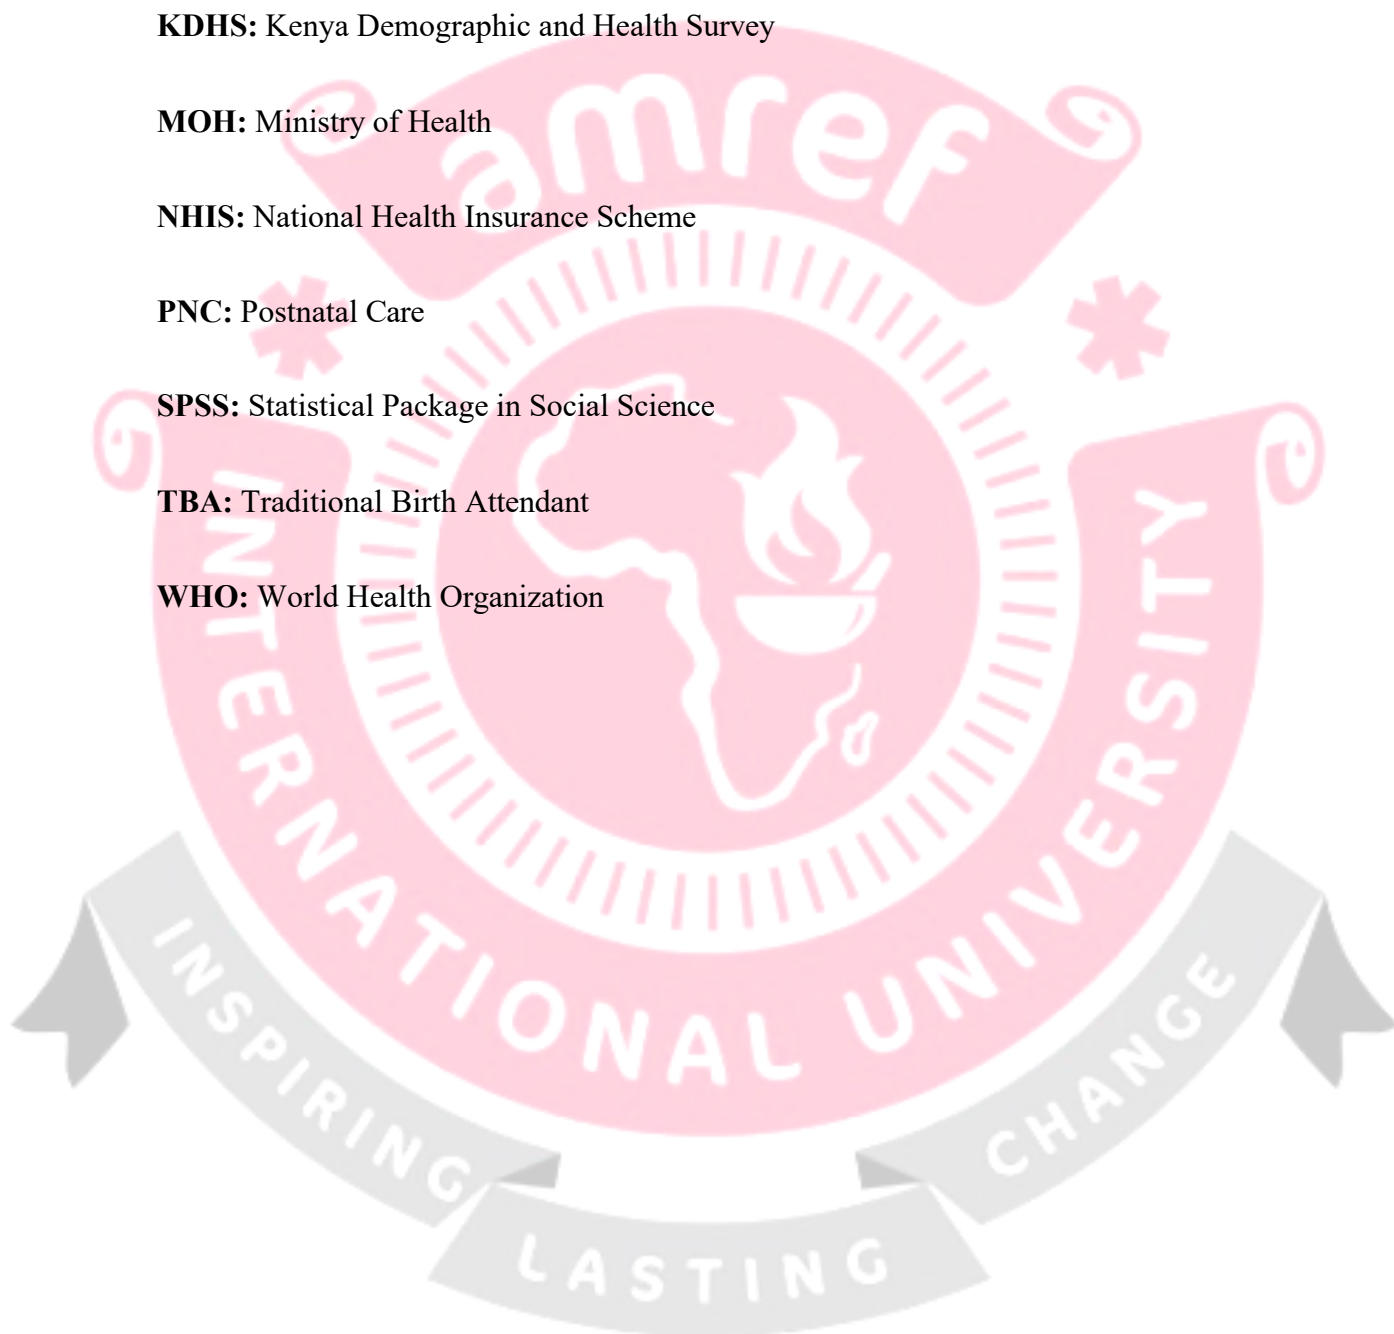 KDHS: Kenya Demographic and Health Survey
MOH: Ministry of Health
NHIS: National Health Insurance Scheme
PNC: Postnatal Care
SPSS: Statistical Package in Social Science
TBA: Traditional Birth Attendant
WHO: World Health Organization
amref
INTERNATIONAL UNIVERSITY
INSPIRING LASTING CHANGE